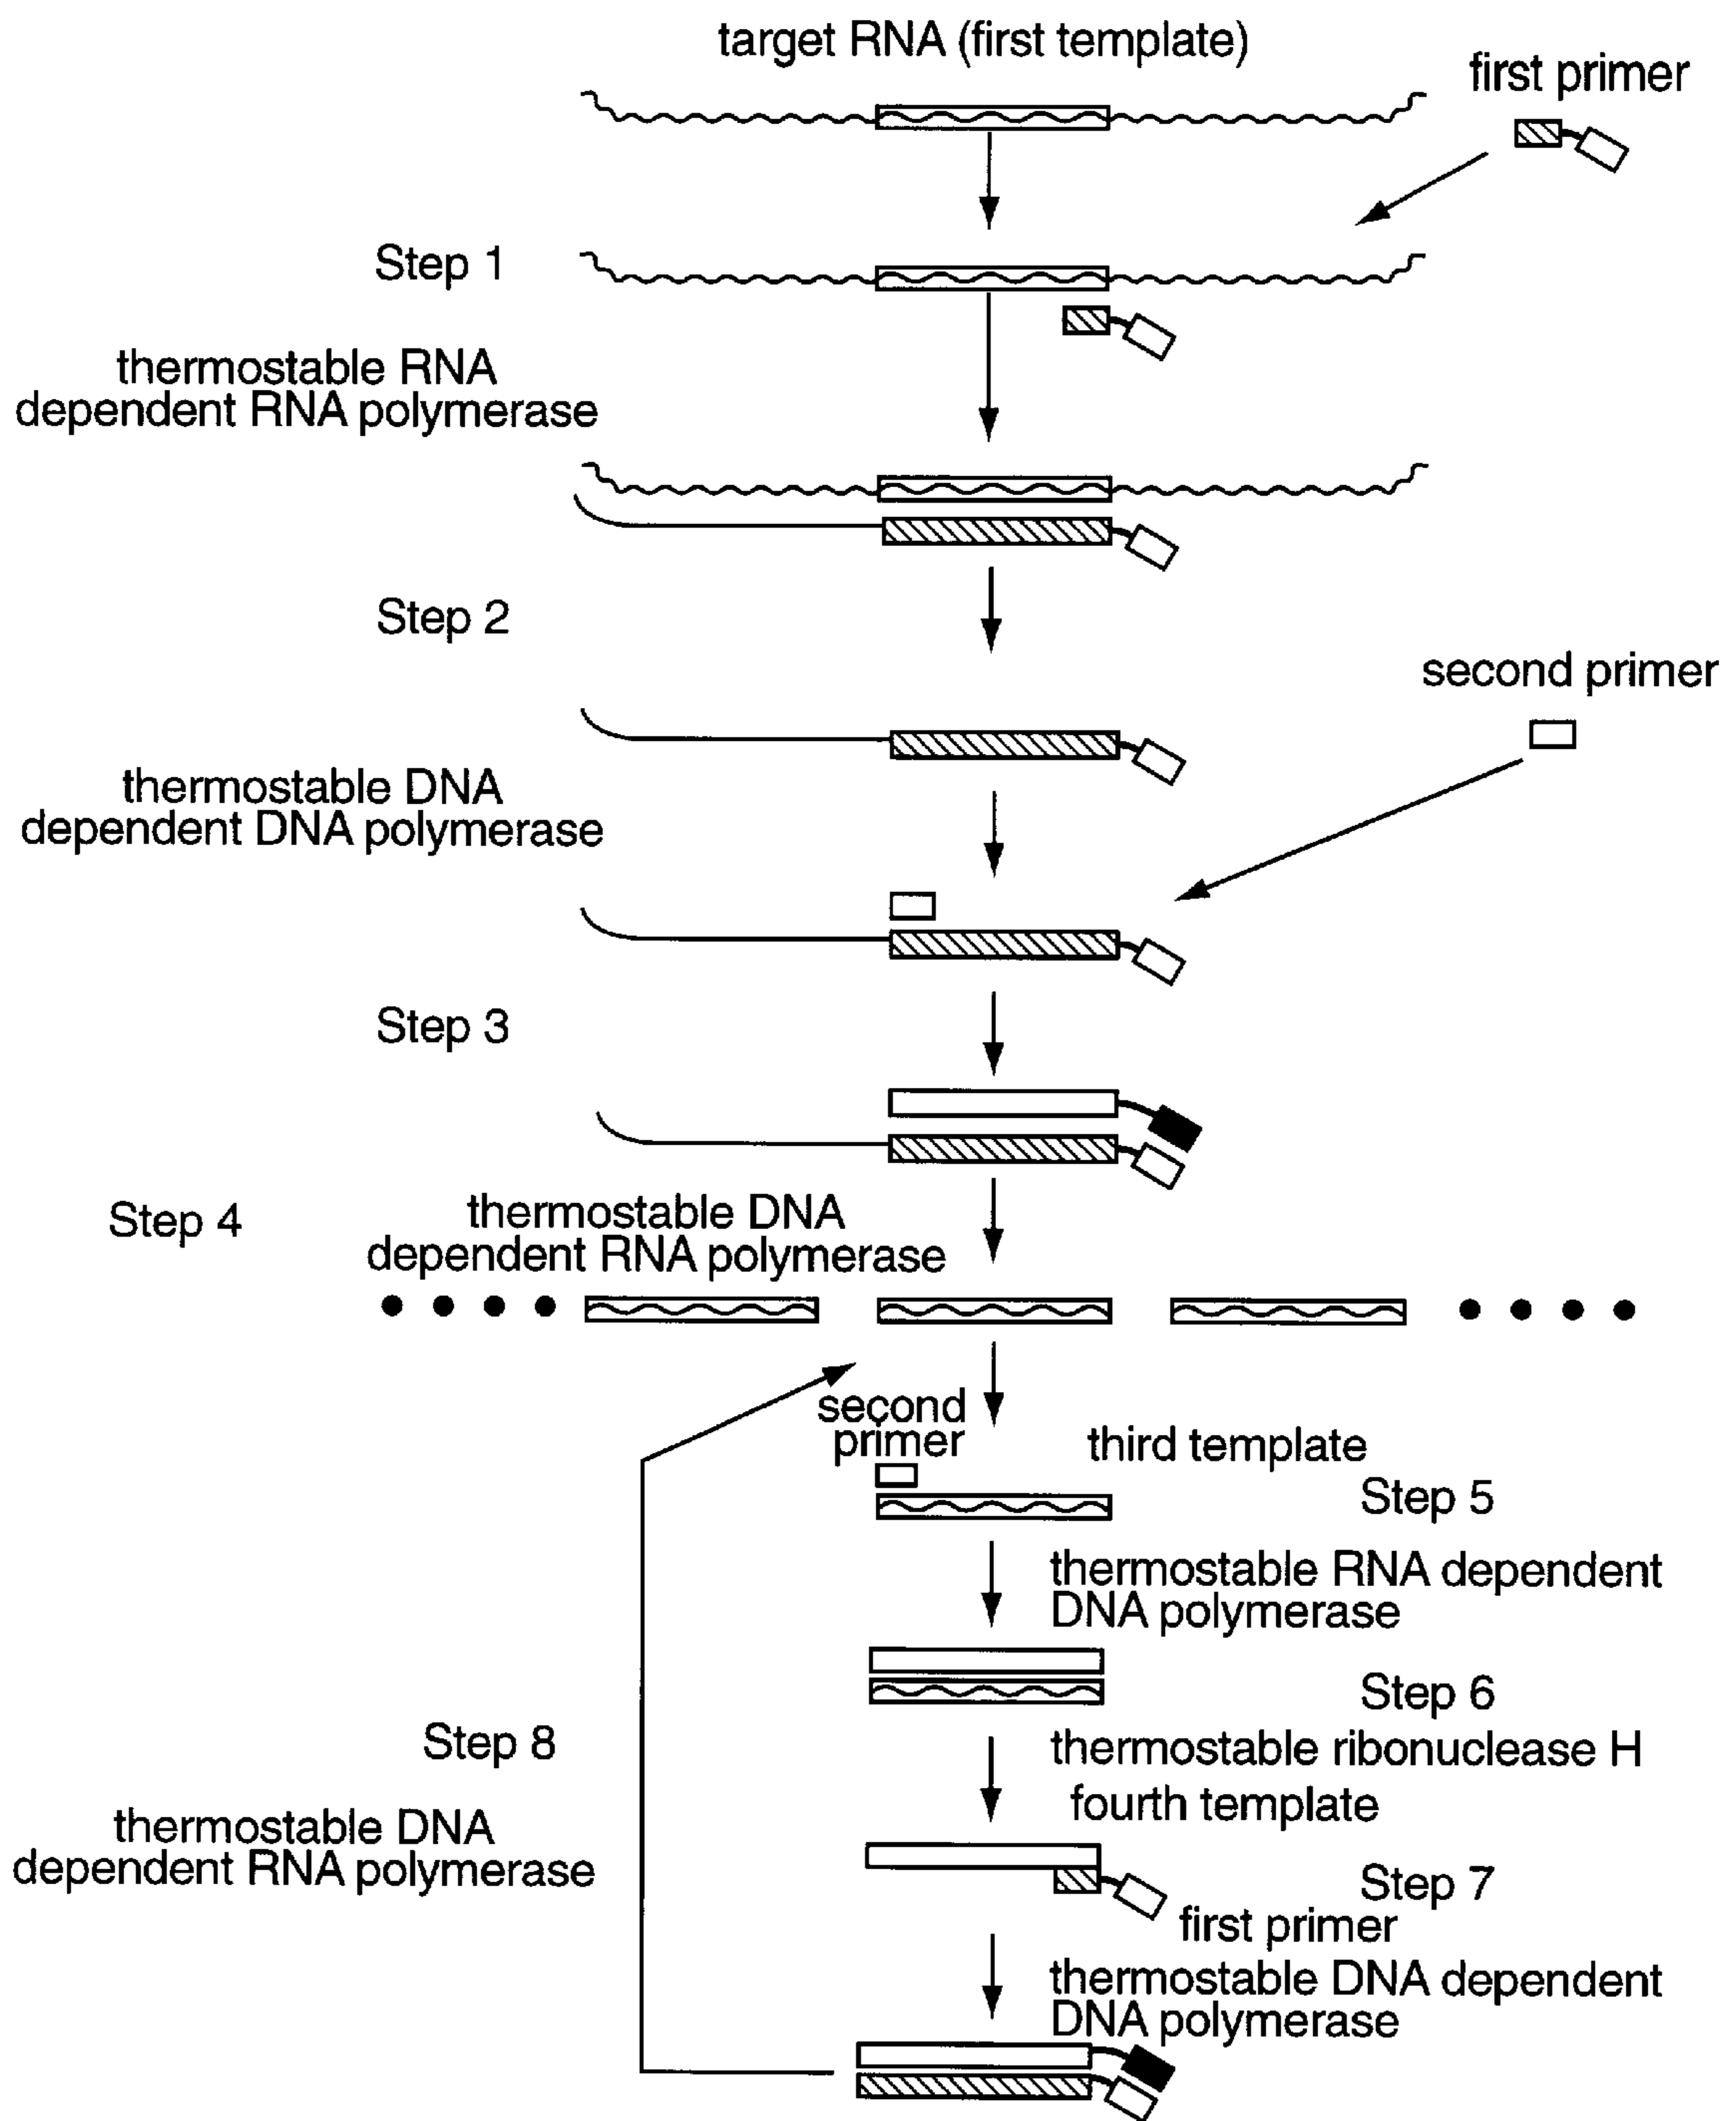 target RNA (first template)
first primer
Step 1
thermostable RNA
dependent RNA polymerase
Step 2
second primer
thermostable DNA
dependent DNA polymerase
Step 3
Step 4
thermostable DNA
dependent RNA polymerase
second
primer
third template
Step 5
thermostable RNA dependent
DNA polymerase
Step 6
thermostable ribonuclease H
fourth template
Step 8
thermostable DNA
dependent RNA polymerase
Step 7
first primer
thermostable DNA dependent
DNA polymerase